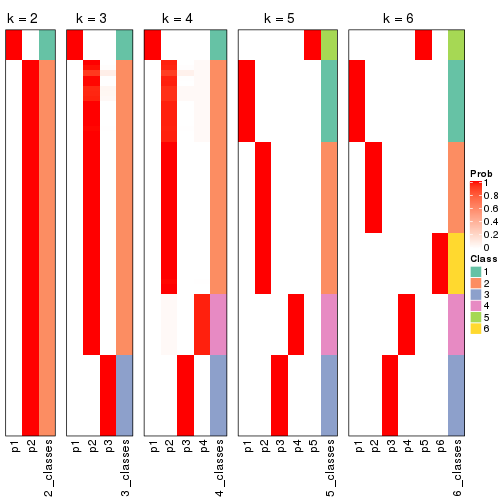 k = 2
k = 3
k = 4
k = 5
k = 6
Prob
1
0.8
0.6
0.4
0.2
0
Class
1
2
3
4
5
6
p1
p2
2_classes
p1
p2
p3
3_classes
p1
p2
p3
p4
4_classes
p1
p2
p3
p4
p5
5_classes
p1
p2
p3
p4
p5
p6
6_classes